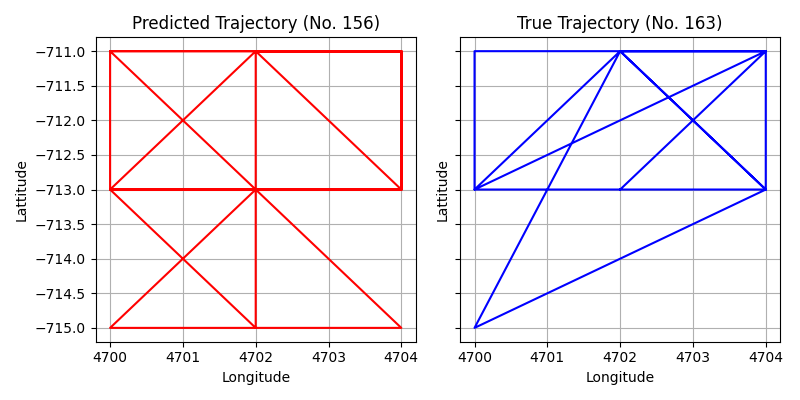 Predicted Trajectory (No. 156)
−711.0
−711.5
−712.0
−712.5
−713.0
−713.5
−714.0
−714.5
−715.0
Lattitude
4700 4701 4702 4703 4704
Longitude
True Trajectory (No. 163)
Lattitude
4700 4701 4702 4703 4704
Longitude